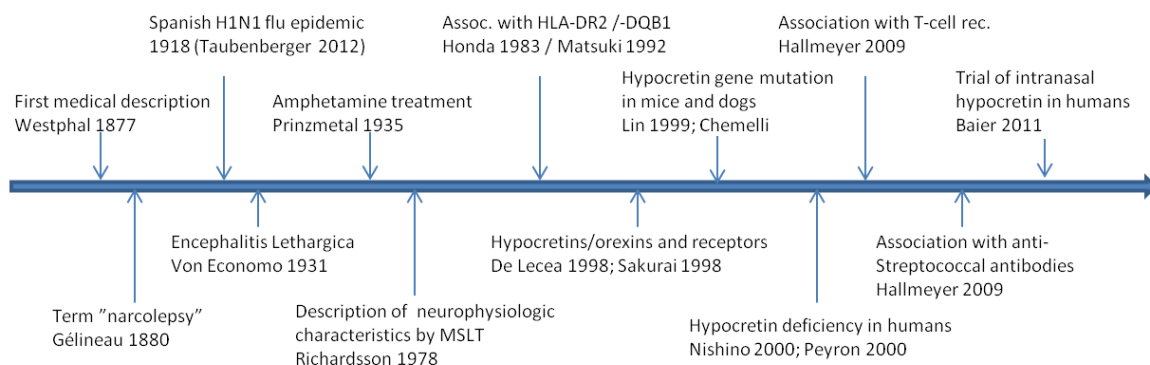 Spanish H1N1 flu epidemic
1918 (Taubenberger 2012)
Assoc. with HLA-DR2 /-DQB1
Honda 1983 / Matsuki 1992
Association with T-cell rec.
Hallmeyer 2009
First medical description
Westphal 1877
Amphetamine treatment
Prinzmetal 1935
Hypocretin gene mutation
in mice and dogs
Lin 1999; Chemelli
Trial of intranasal
hypocretin in humans
Baier 2011
Encephalitis Lethargica
Von Economo 1931
Hypocretins/orexins and receptors
De Lecea 1998; Sakurai 1998
Association with anti-
Streptococcal antibodies
Hallmeyer 2009
Term ”narcolepsy”
Gélineau 1880
Description of neurophysiologic
characteristics by MSLT
Richardsson 1978
Hypocretin deficiency in humans
Nishino 2000; Peyron 2000